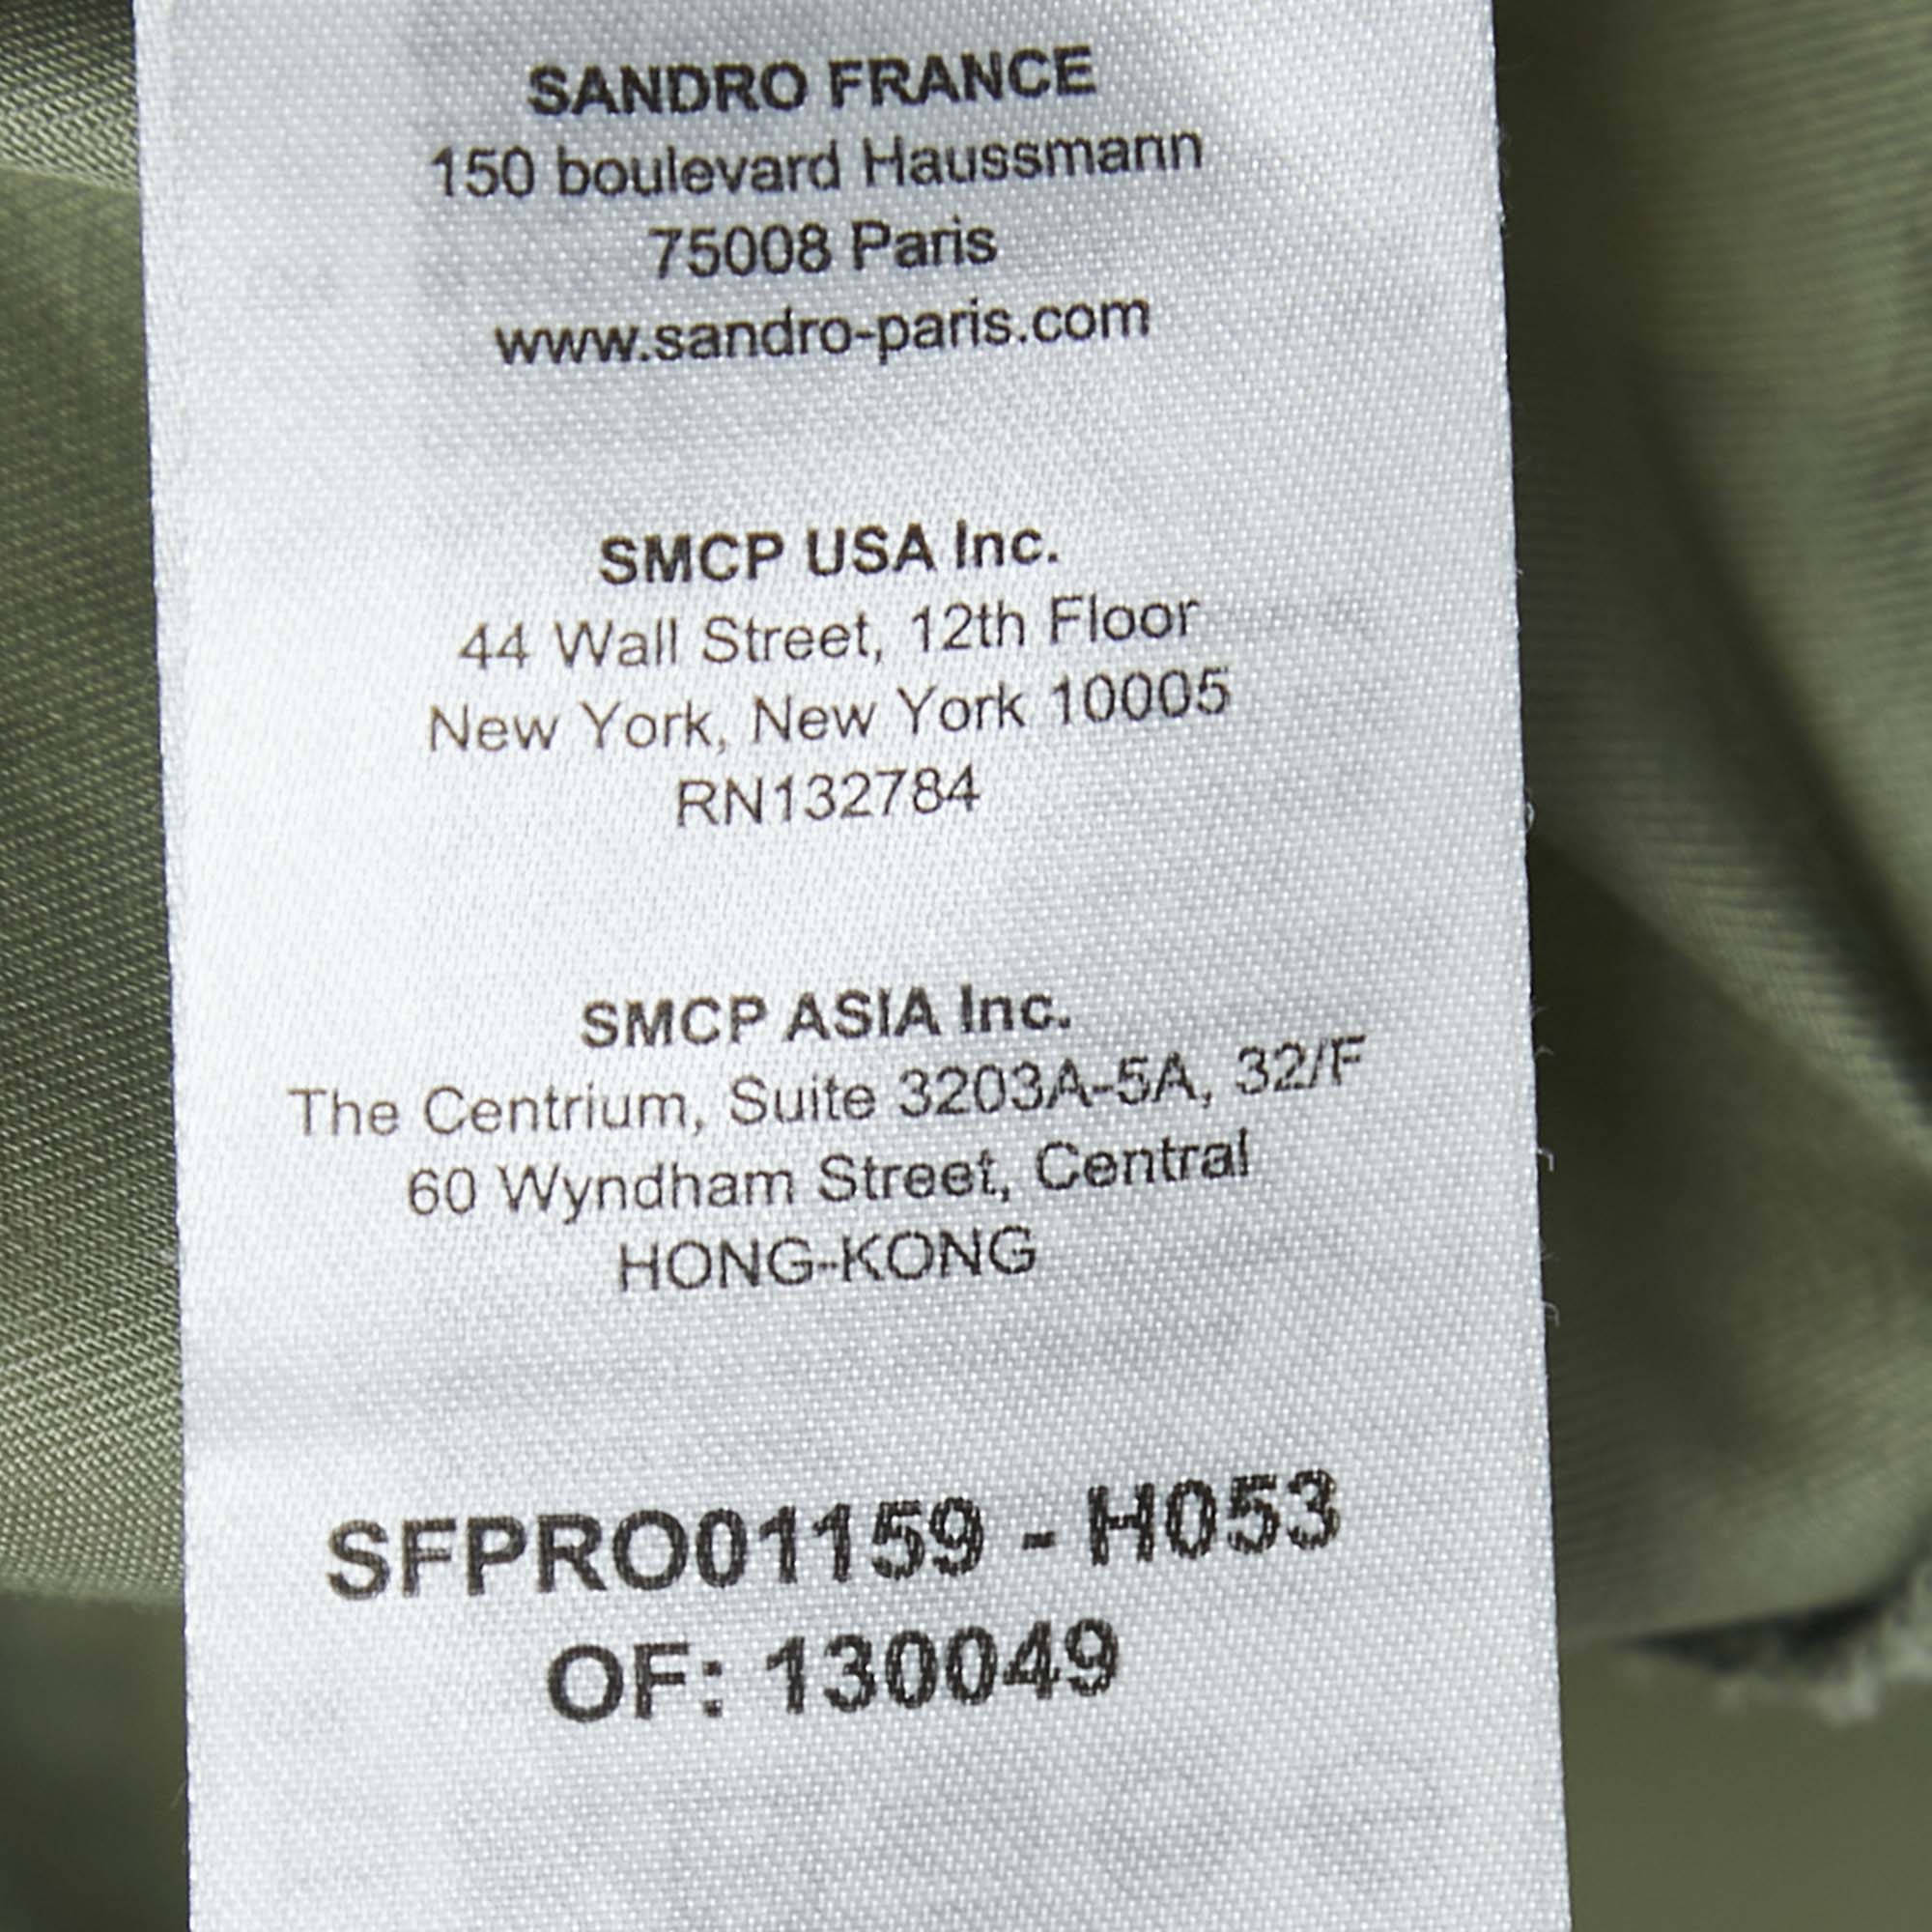 SANDRO FRANCE
150 boulevard Haussmann
75008 Paris
www.sandro-paris.com
SMCP USA Inc.
44 Wall Street, 12th Floor
New York, New York 10005
RN132784
SMCP ASIA Inc.
The Centrium, Suite 3203A-5A, 32/F
60 Wyndham Street, Central
HONG-KONG
SFPRO01159 - H053
OF: 130049